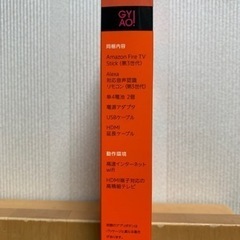 GY
AO!
同梱内容
Amazon Fire TV
Stick (第3世代)
Alexa
対応音声認識
リモコン(第3世代)
単4電池 2個
電源アダプタ
USBケーブル
HDMI
延長ケーブル
動作環境
高速インターネット
wifi
HDMI端子対応の
高精細テレビ